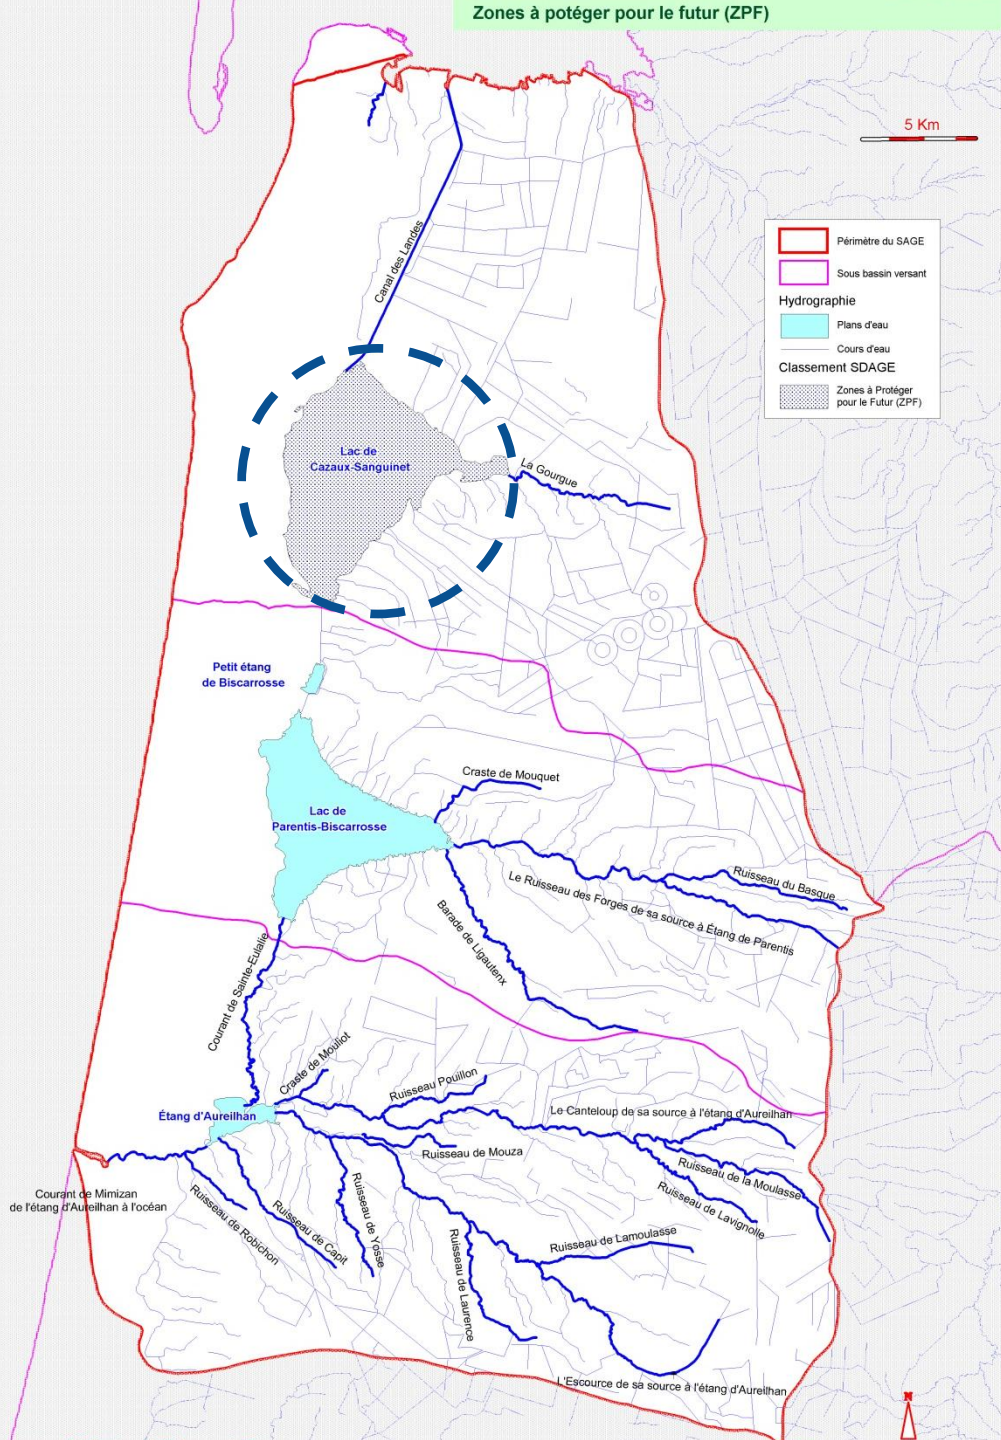 Zones à potéger pour le futur (ZPF)
5 Km
Périmètre du SAGE
Sous bassin versant
Hydrographie
Plans d'eau
Cours d'eau
Classement SDAGE
Zones à Protéger
pour le Futur (ZPF)
Canal des Landes
Lac de
Cazaux-Sanguinet
La Gourgue
Petit étang
de Biscarrosse
Craste de Mouquet
Lac de
Parentis-Biscarrosse
Ruisseau du Basque
Le Ruisseau des Forges de sa source à Étang de Parentis
Barade de Ligautenx
Courant de Sainte-Eulalie
Craste de Mouliot
Ruisseau Pouillon
Étang d'Aureilhan
Le Canteloup de sa source à l'étang d'Aureilhan
Ruisseau de Mouza
Ruisseau de la Moulasse
Ruisseau de Lavignolle
Courant de Mimizan
de l'étang d'Aureilhan à l'océan
Ruisseau de Robichon
Ruisseau de Capit
Ruisseau de Yosse
Ruisseau de Laurence
Ruisseau de Lamoulasse
L'Escource de sa source à l'étang d'Aureilhan
N